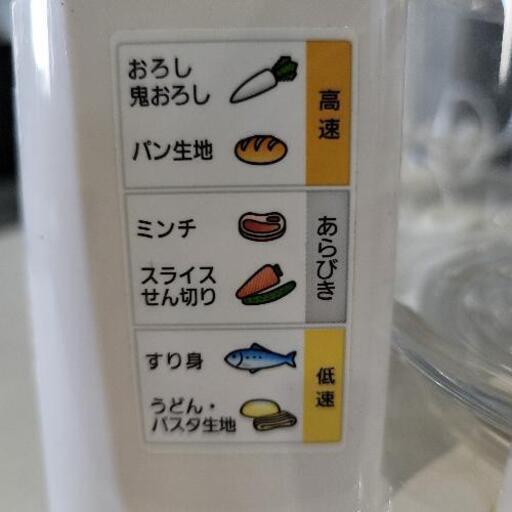 おろし
鬼おろし
高速
パン生地
ミンチ
あらびき
スライス
せん切り
すり身
低速
うどん・
パスタ生地